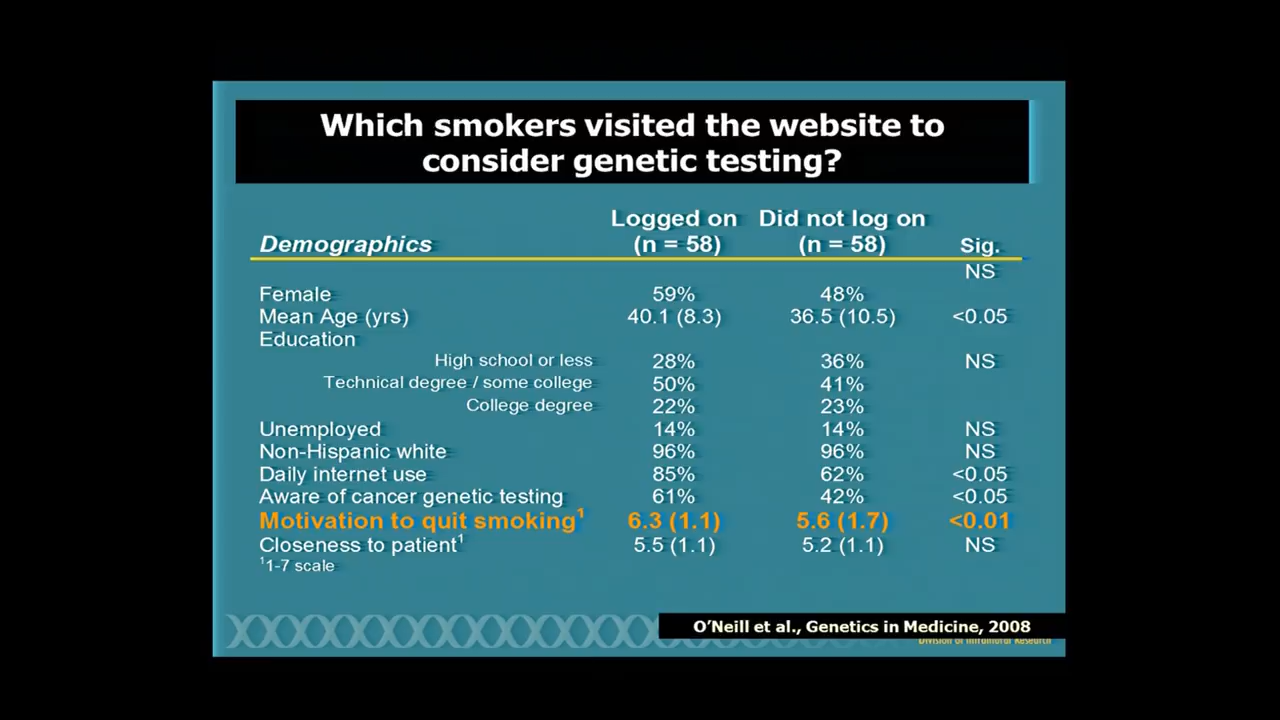 Which smokers visited the website to
consider genetic testing?
Logged on Did not log on
Demographics (n = 58) (n = 58) Sig.
NS
Female 59% 48%
Mean Age (yrs) 40.1 (8.3) 36.5 (10.5) <0.05
Education
High school or less 28% 36% NS
Technical degree / some college 50% 41%
College degree 22% 23%
Unemployed 14% 14% NS
Non-Hispanic white 96% 96% NS
Daily internet use 85% 62% <0.05
Aware of cancer genetic testing 61% 42% <0.05
Motivation to quit smoking¹ 6.3 (1.1) 5.6 (1.7) <0.01
Closeness to patient¹ 5.5 (1.1) 5.2 (1.1) NS
¹1-7 scale
O’Neill et al., Genetics in Medicine, 2008
Division of Intramural Research